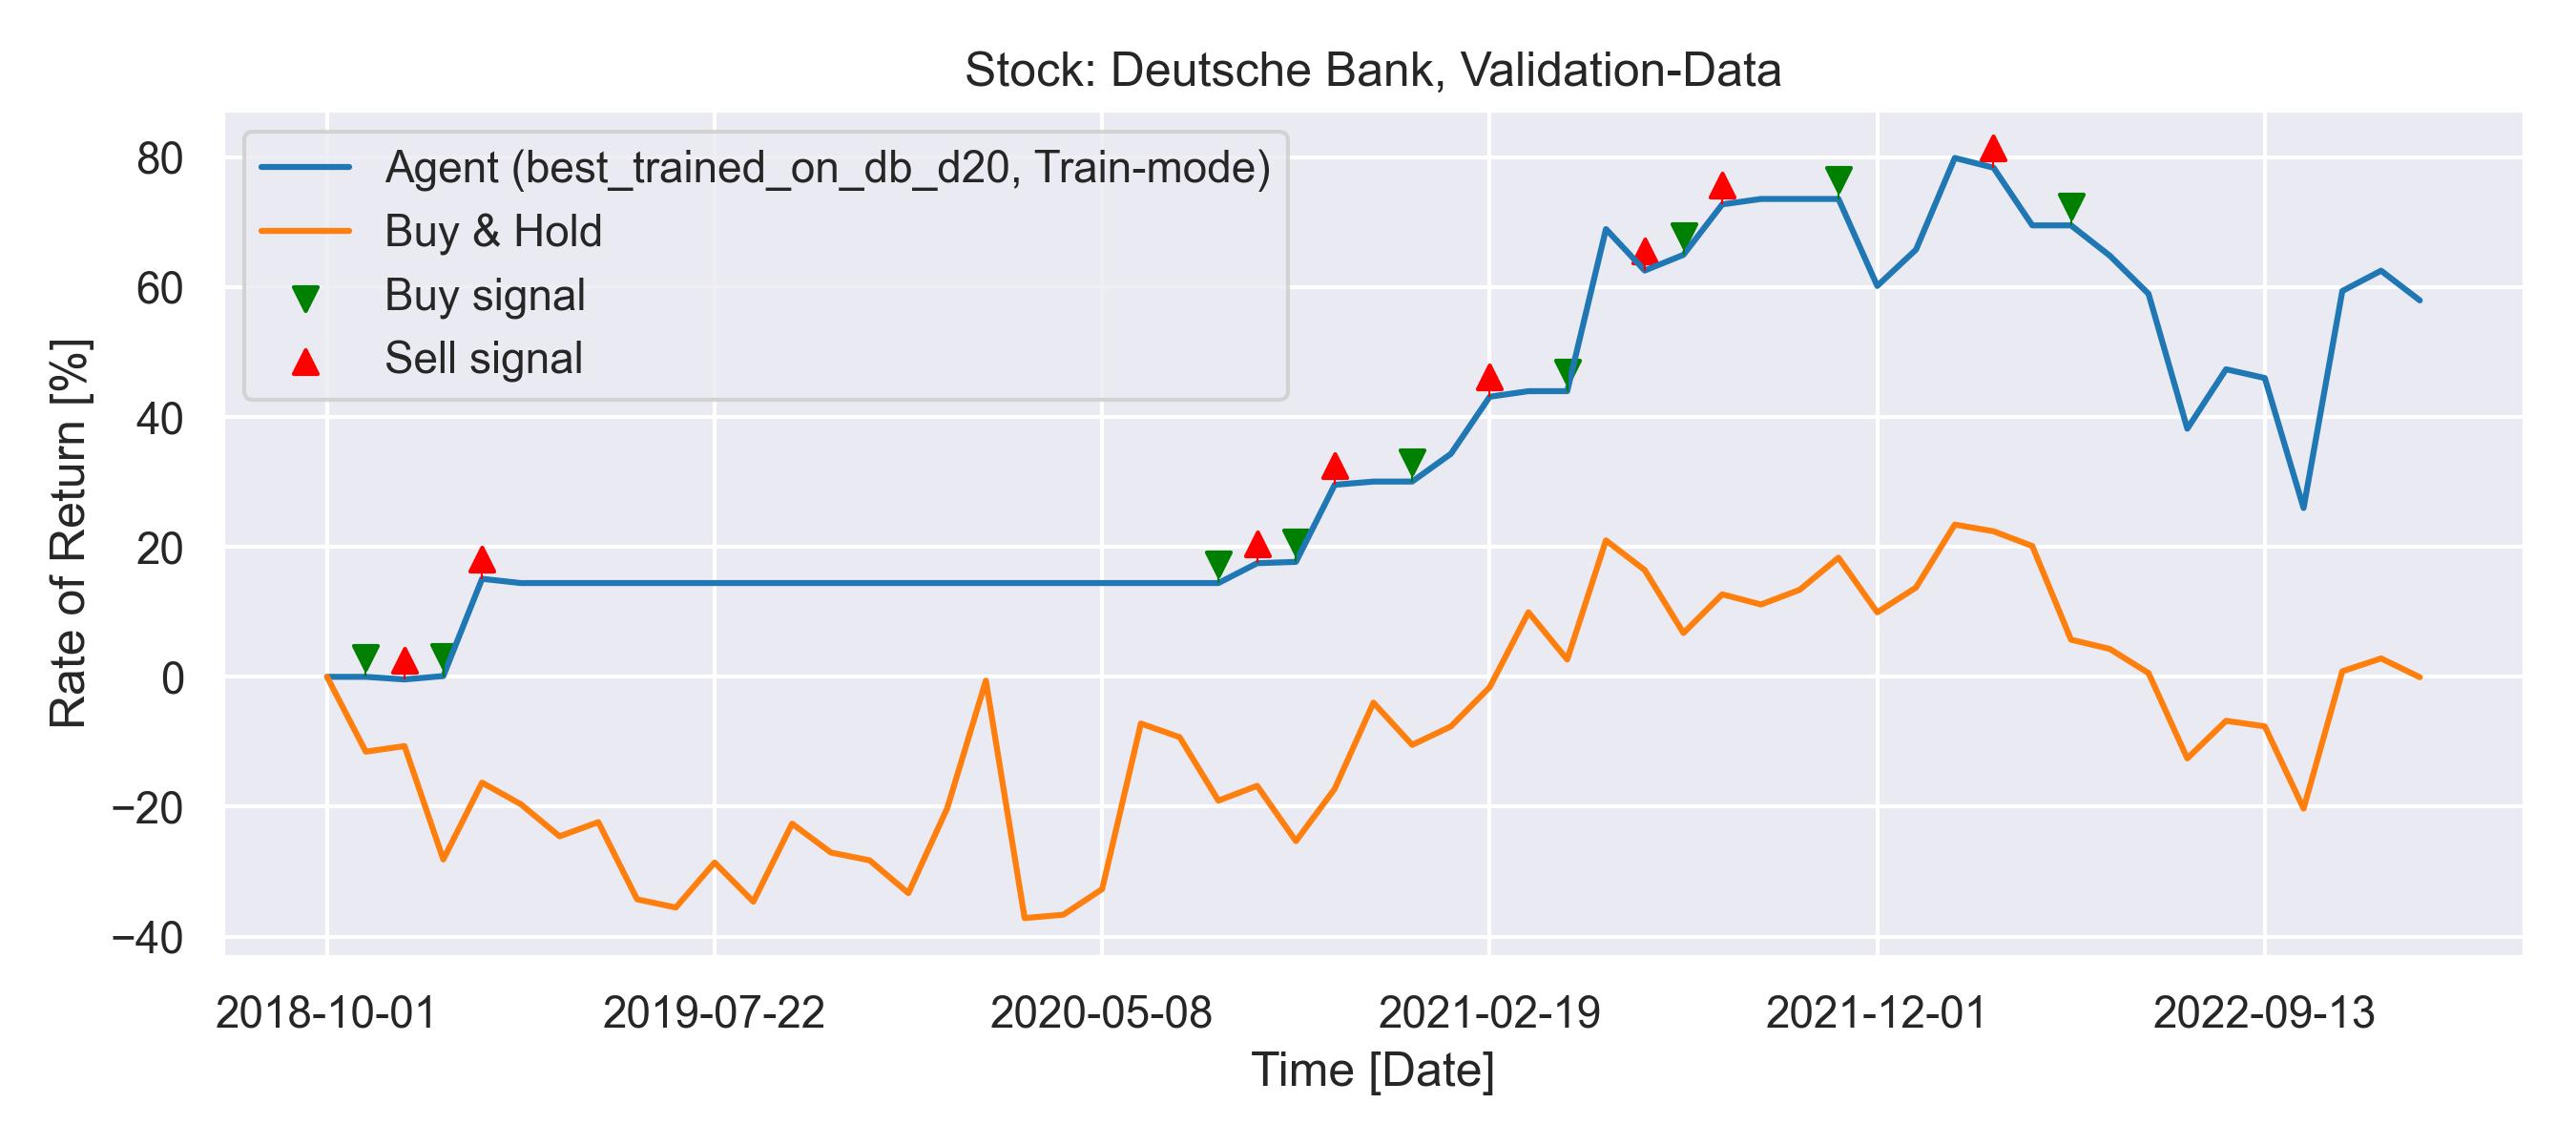 Stock: Deutsche Bank, Validation-Data
Agent (best_trained_on_db_d20, Train-mode)
Buy & Hold
Buy signal
Sell signal
Rate of Return [%]
80
60
40
20
0
−20
−40
2018-10-01
2019-07-22
2020-05-08
2021-02-19
2021-12-01
2022-09-13
Time [Date]